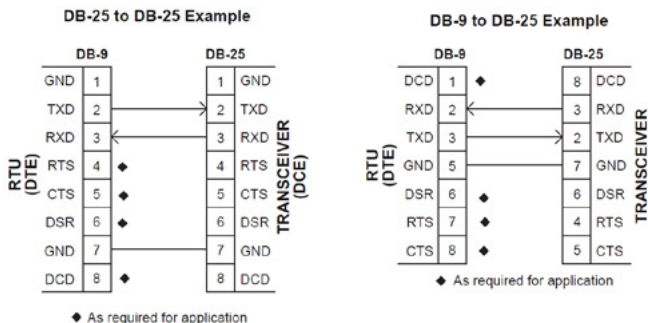 DB-25 to DB-25 Example
DB-9 DB-25
GND 1 1 GND
TXD 2 2 TXD
RXD 3 3 RXD
RTS 4 ◆ 4 RTS
CTS 5 ◆ 5 CTS
DSR 6 ◆ 6 DSR
GND 7 7 GND
DCD 8 ◆ 8 DCD
RTU
(DTE)
TRANSCEIVER
(DCE)
◆ As required for application
DB-9 to DB-25 Example
DB-9 DB-25
DCD 1 ◆ 8 DCD
RXD 2 3 RXD
TXD 3 2 TXD
GND 5 7 GND
DSR 6 ◆ 6 DSR
RTS 7 ◆ 4 RTS
CTS 8 ◆ 5 CTS
RTU
(DTE)
TRANSCEIVER
◆ As required for application